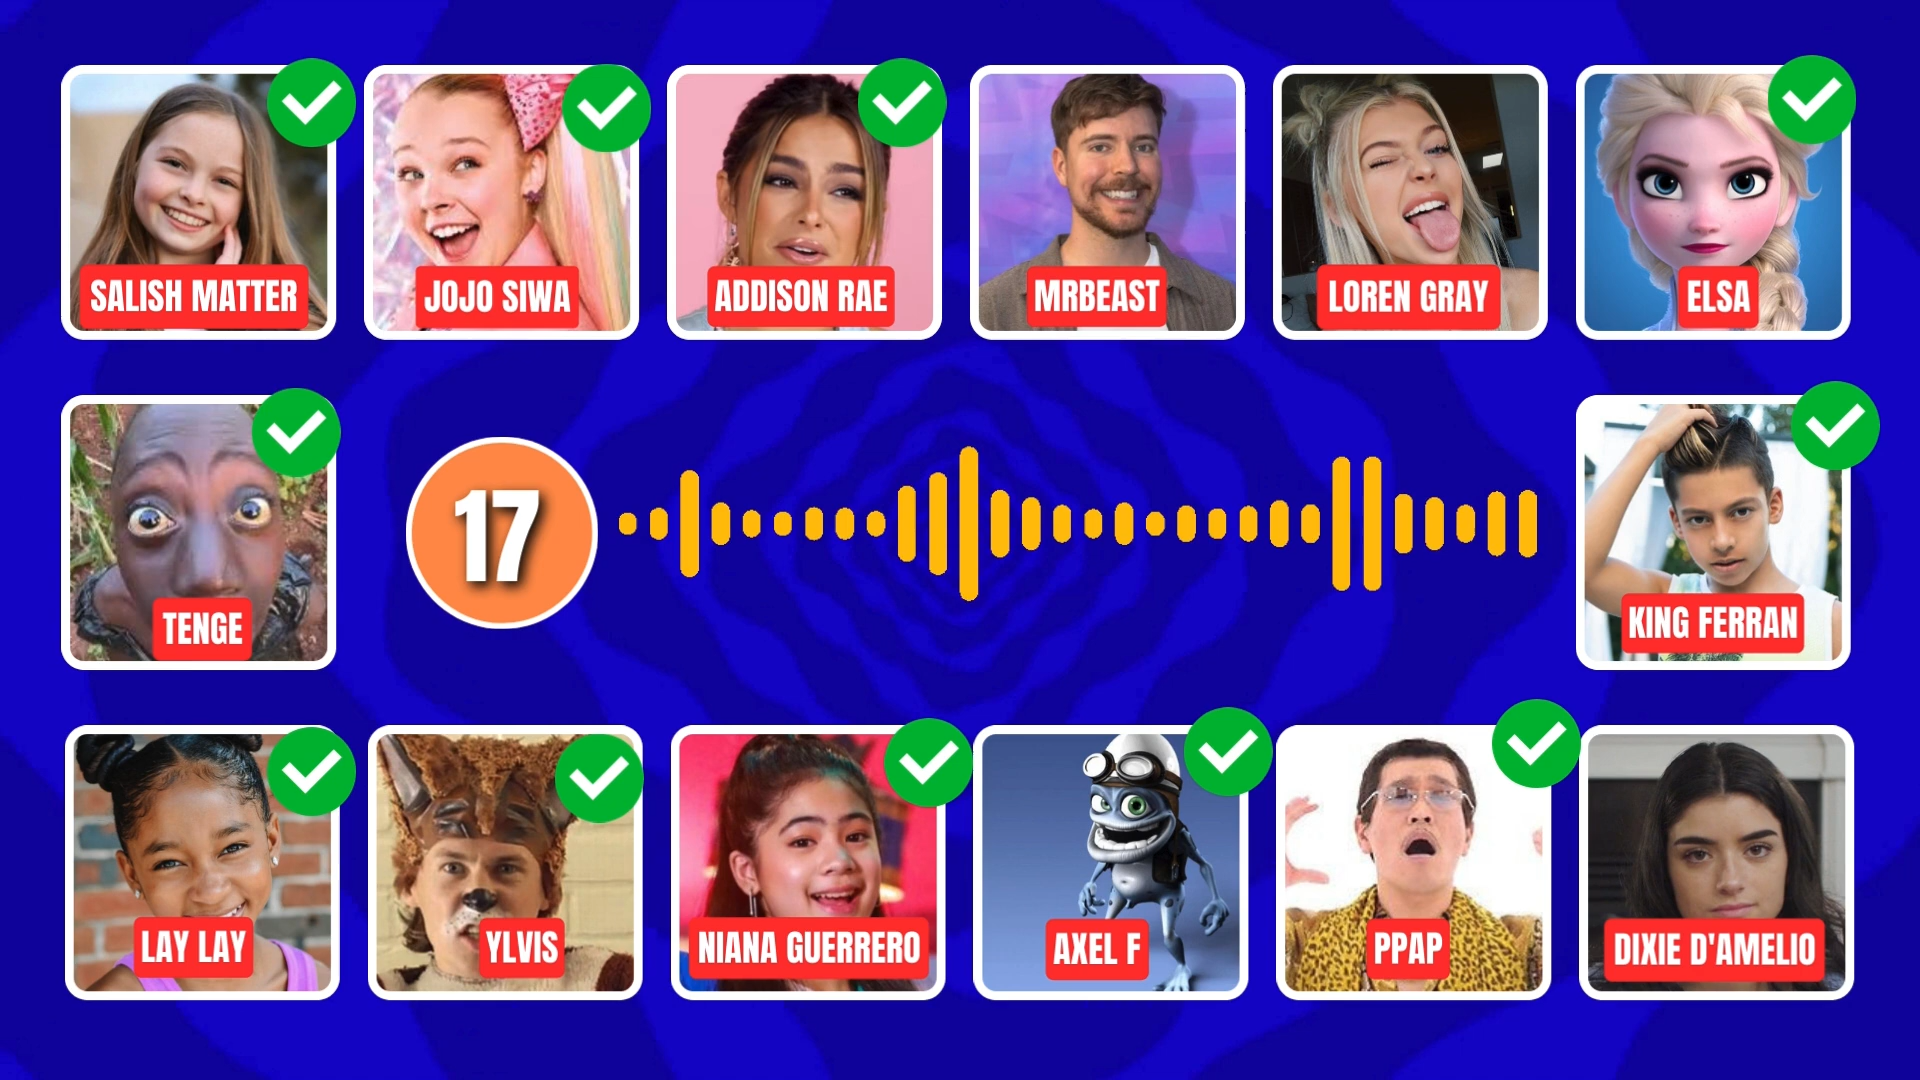 SALISH MATTER
JOJO SIWA
ADDISON RAE
MRBEAST
LOREN GRAY
ELSA
TENGE
17
KING FERRAN
LAY LAY
YLVIS
NIANA GUERRERO
AXEL F
PPAP
DIXIE D'AMELIO